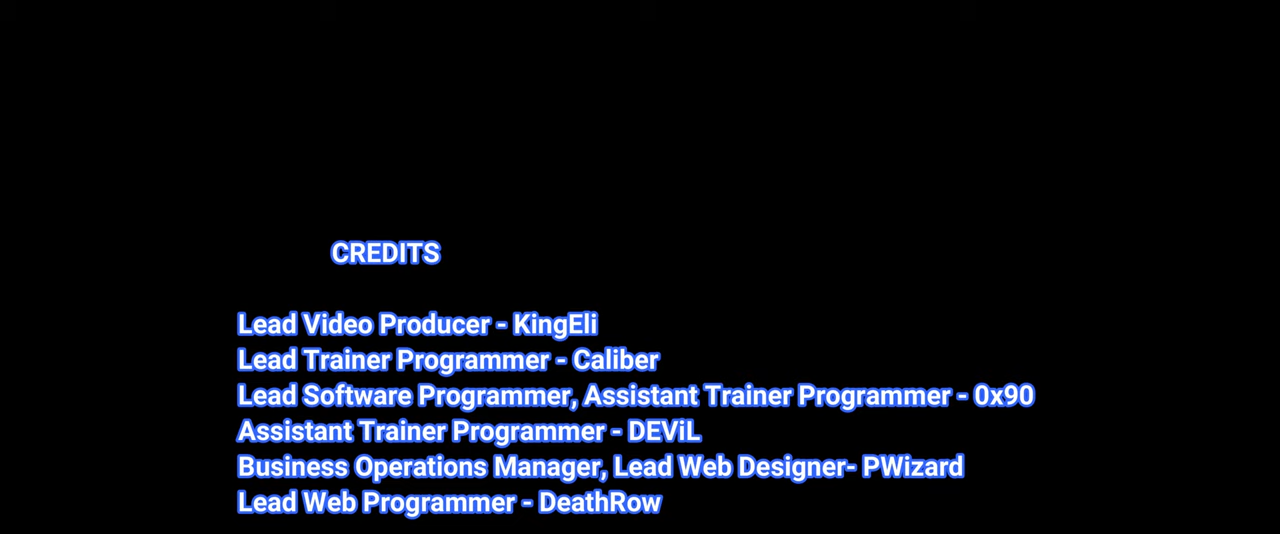 CREDITS
Lead Video Producer - KingEli
Lead Trainer Programmer - Caliber
Lead Software Programmer, Assistant Trainer Programmer - 0x90
Assistant Trainer Programmer - DEViL
Business Operations Manager, Lead Web Designer- PWizard
Lead Web Programmer - DeathRow